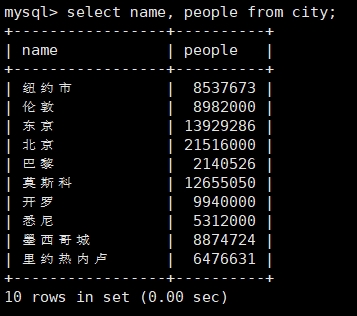 mysql> select name, people from city;
+-----------------+----------+
| name | people |
+-----------------+----------+
| 纽约市 | 8537673 |
| 伦敦 | 8982000 |
| 东京 | 13929286 |
| 北京 | 21516000 |
| 巴黎 | 2140526 |
| 莫斯科 | 12655050 |
| 开罗 | 9940000 |
| 悉尼 | 5312000 |
| 墨西哥城 | 8874724 |
| 里约热内卢 | 6476631 |
+-----------------+----------+
10 rows in set (0.00 sec)